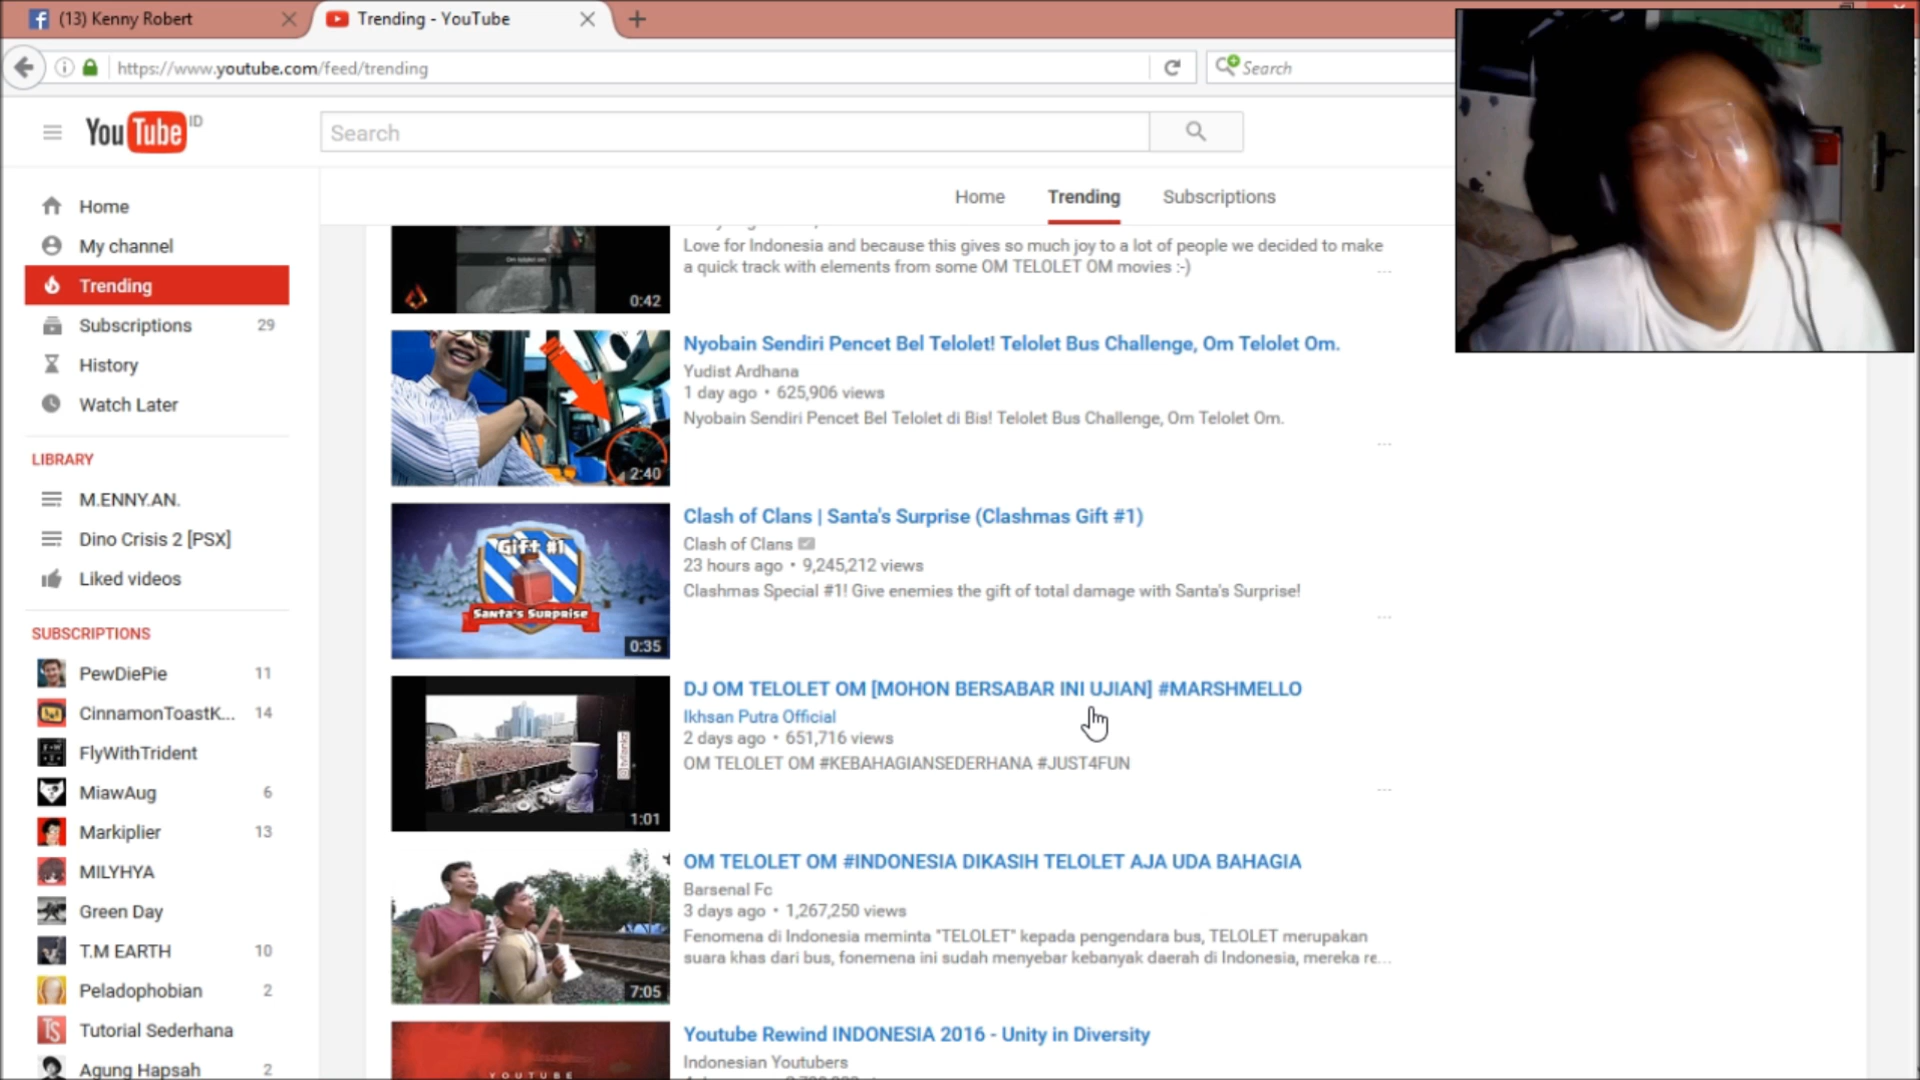 (13) Kenny Robert
Trending - YouTube
https://www.youtube.com/feed/trending
Search
YouTube ID
Search
Home
Trending
Subscriptions
Home
My channel
Trending
Subscriptions 29
History
Watch Later
LIBRARY
M.ENNY.AN.
Dino Crisis 2 [PSX]
Liked videos
SUBSCRIPTIONS
PewDiePie 11
CinnamonToastK... 14
FlyWithTrident
MiawAug 6
Markiplier 13
MILYHYA
Green Day
T.M EARTH 10
Peladophobian 2
TS
Tutorial Sederhana
Agung Hapsah 2
Love for Indonesia and because this gives so much joy to a lot of people we decided to make
a quick track with elements from some OM TELOLET OM movies :-)
...
Om telolet om
0:42
Nyobain Sendiri Pencet Bel Telolet! Telolet Bus Challenge, Om Telolet Om.
Yudist Ardhana
1 day ago • 625,906 views
Nyobain Sendiri Pencet Bel Telolet di Bis! Telolet Bus Challenge, Om Telolet Om.
...
2:40
Clash of Clans | Santa's Surprise (Clashmas Gift #1)
Clash of Clans
23 hours ago • 9,245,212 views
Clashmas Special #1! Give enemies the gift of total damage with Santa's Surprise!
...
Gift #1
Santa's Surprise
0:35
DJ OM TELOLET OM [MOHON BERSABAR INI UJIAN] #MARSHMELLO
Ikhsan Putra Official
2 days ago • 651,716 views
OM TELOLET OM #KEBAHAGIANSEDERHANA #JUST4FUN
...
1:01
OM TELOLET OM #INDONESIA DIKASIH TELOLET AJA UDA BAHAGIA
Barsenal Fc
3 days ago • 1,267,250 views
Fenomena di Indonesia meminta "TELOLET" kepada pengendara bus, TELOLET merupakan
suara khas dari bus, fonemena ini sudah menyebar kebanyak daerah di Indonesia, mereka re...
7:05
Youtube Rewind INDONESIA 2016 - Unity in Diversity
Indonesian Youtubers
YOUTUBE